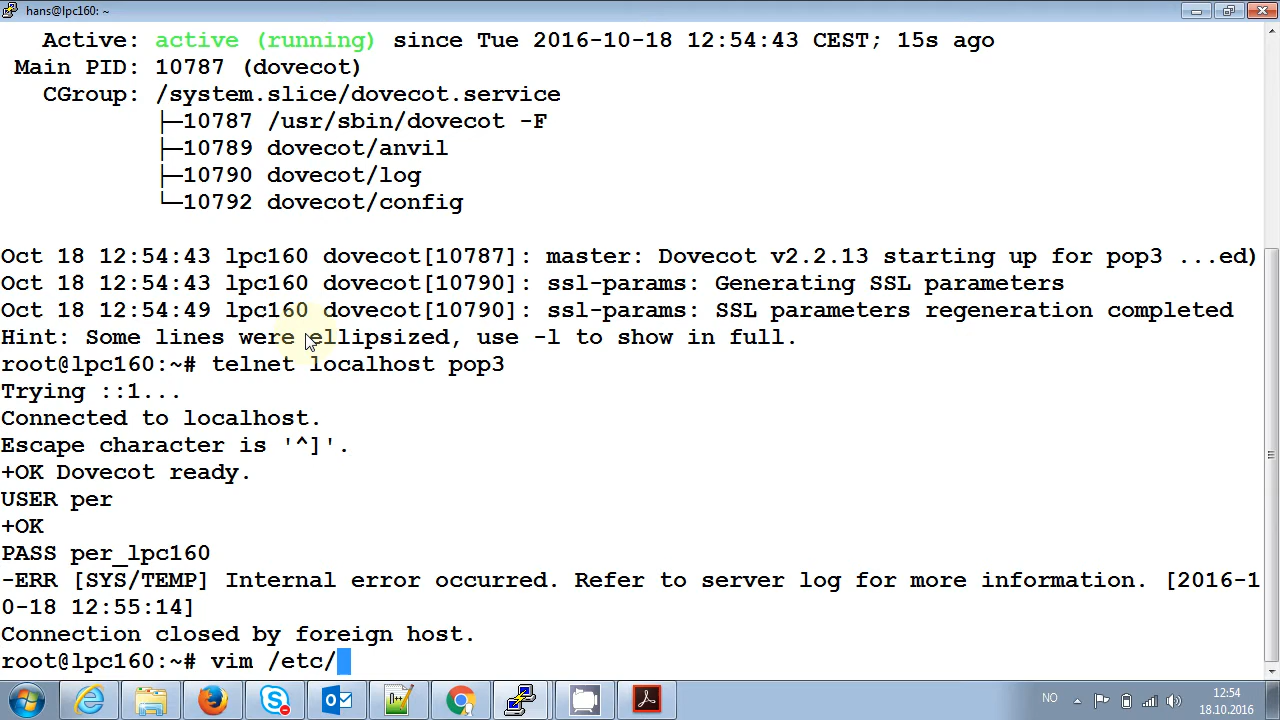 hans@lpc160: ~
Active: active (running) since Tue 2016-10-18 12:54:43 CEST; 15s ago
Main PID: 10787 (dovecot)
CGroup: /system.slice/dovecot.service
├─10787 /usr/sbin/dovecot -F
├─10789 dovecot/anvil
├─10790 dovecot/log
└─10792 dovecot/config
Oct 18 12:54:43 lpc160 dovecot[10787]: master: Dovecot v2.2.13 starting up for pop3 ...ed)
Oct 18 12:54:43 lpc160 dovecot[10790]: ssl-params: Generating SSL parameters
Oct 18 12:54:49 lpc160 dovecot[10790]: ssl-params: SSL parameters regeneration completed
Hint: Some lines were ellipsized, use -l to show in full.
root@lpc160:~# telnet localhost pop3
Trying ::1...
Connected to localhost.
Escape character is '^]'.
+OK Dovecot ready.
USER per
+OK
PASS per_lpc160
-ERR [SYS/TEMP] Internal error occurred. Refer to server log for more information. [2016-1
0-18 12:55:14]
Connection closed by foreign host.
root@lpc160:~# vim /etc/
NO
12:54
18.10.2016